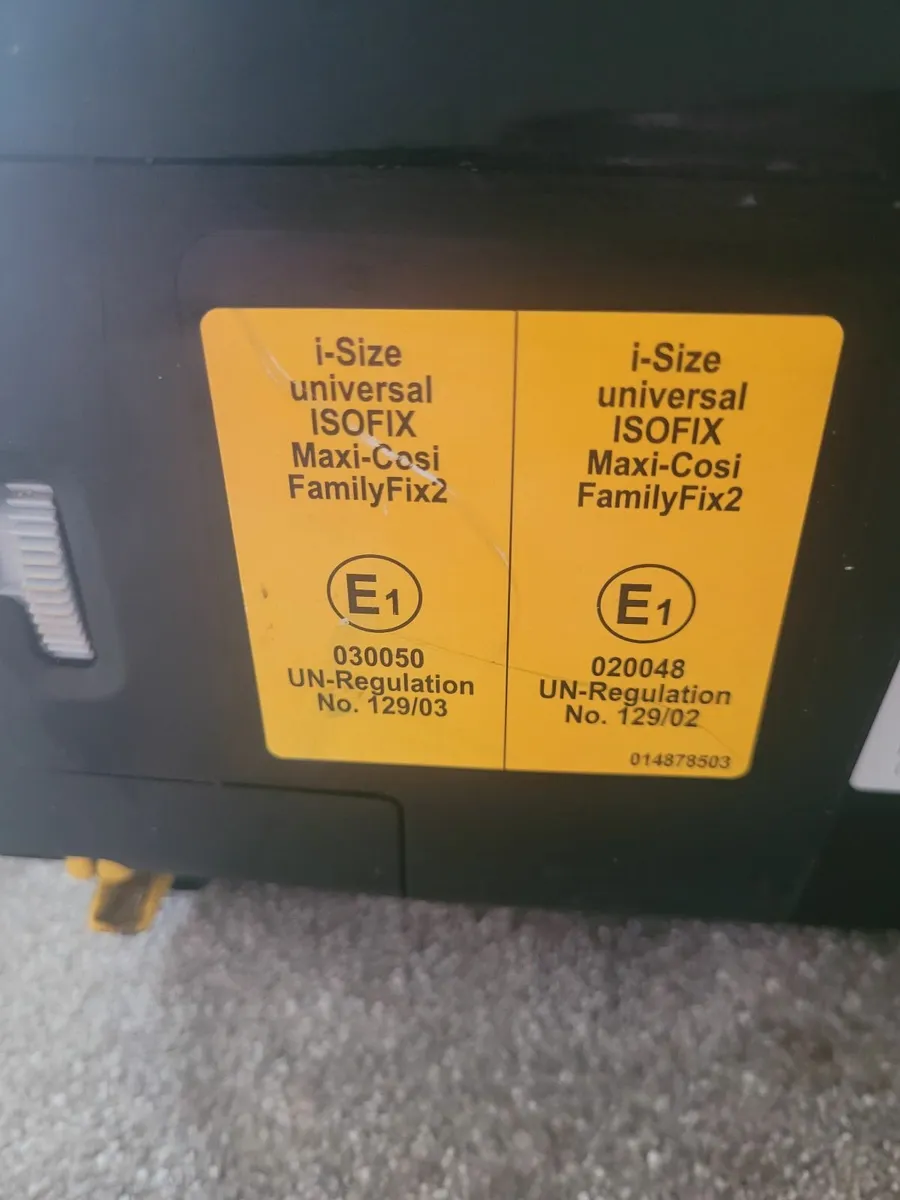 i-Size
universal
ISOFIX
Maxi-Cosi
FamilyFix2
E1
030050
UN-Regulation
No. 129/03
i-Size
universal
ISOFIX
Maxi-Cosi
FamilyFix2
E1
020048
UN-Regulation
No. 129/02
014878503